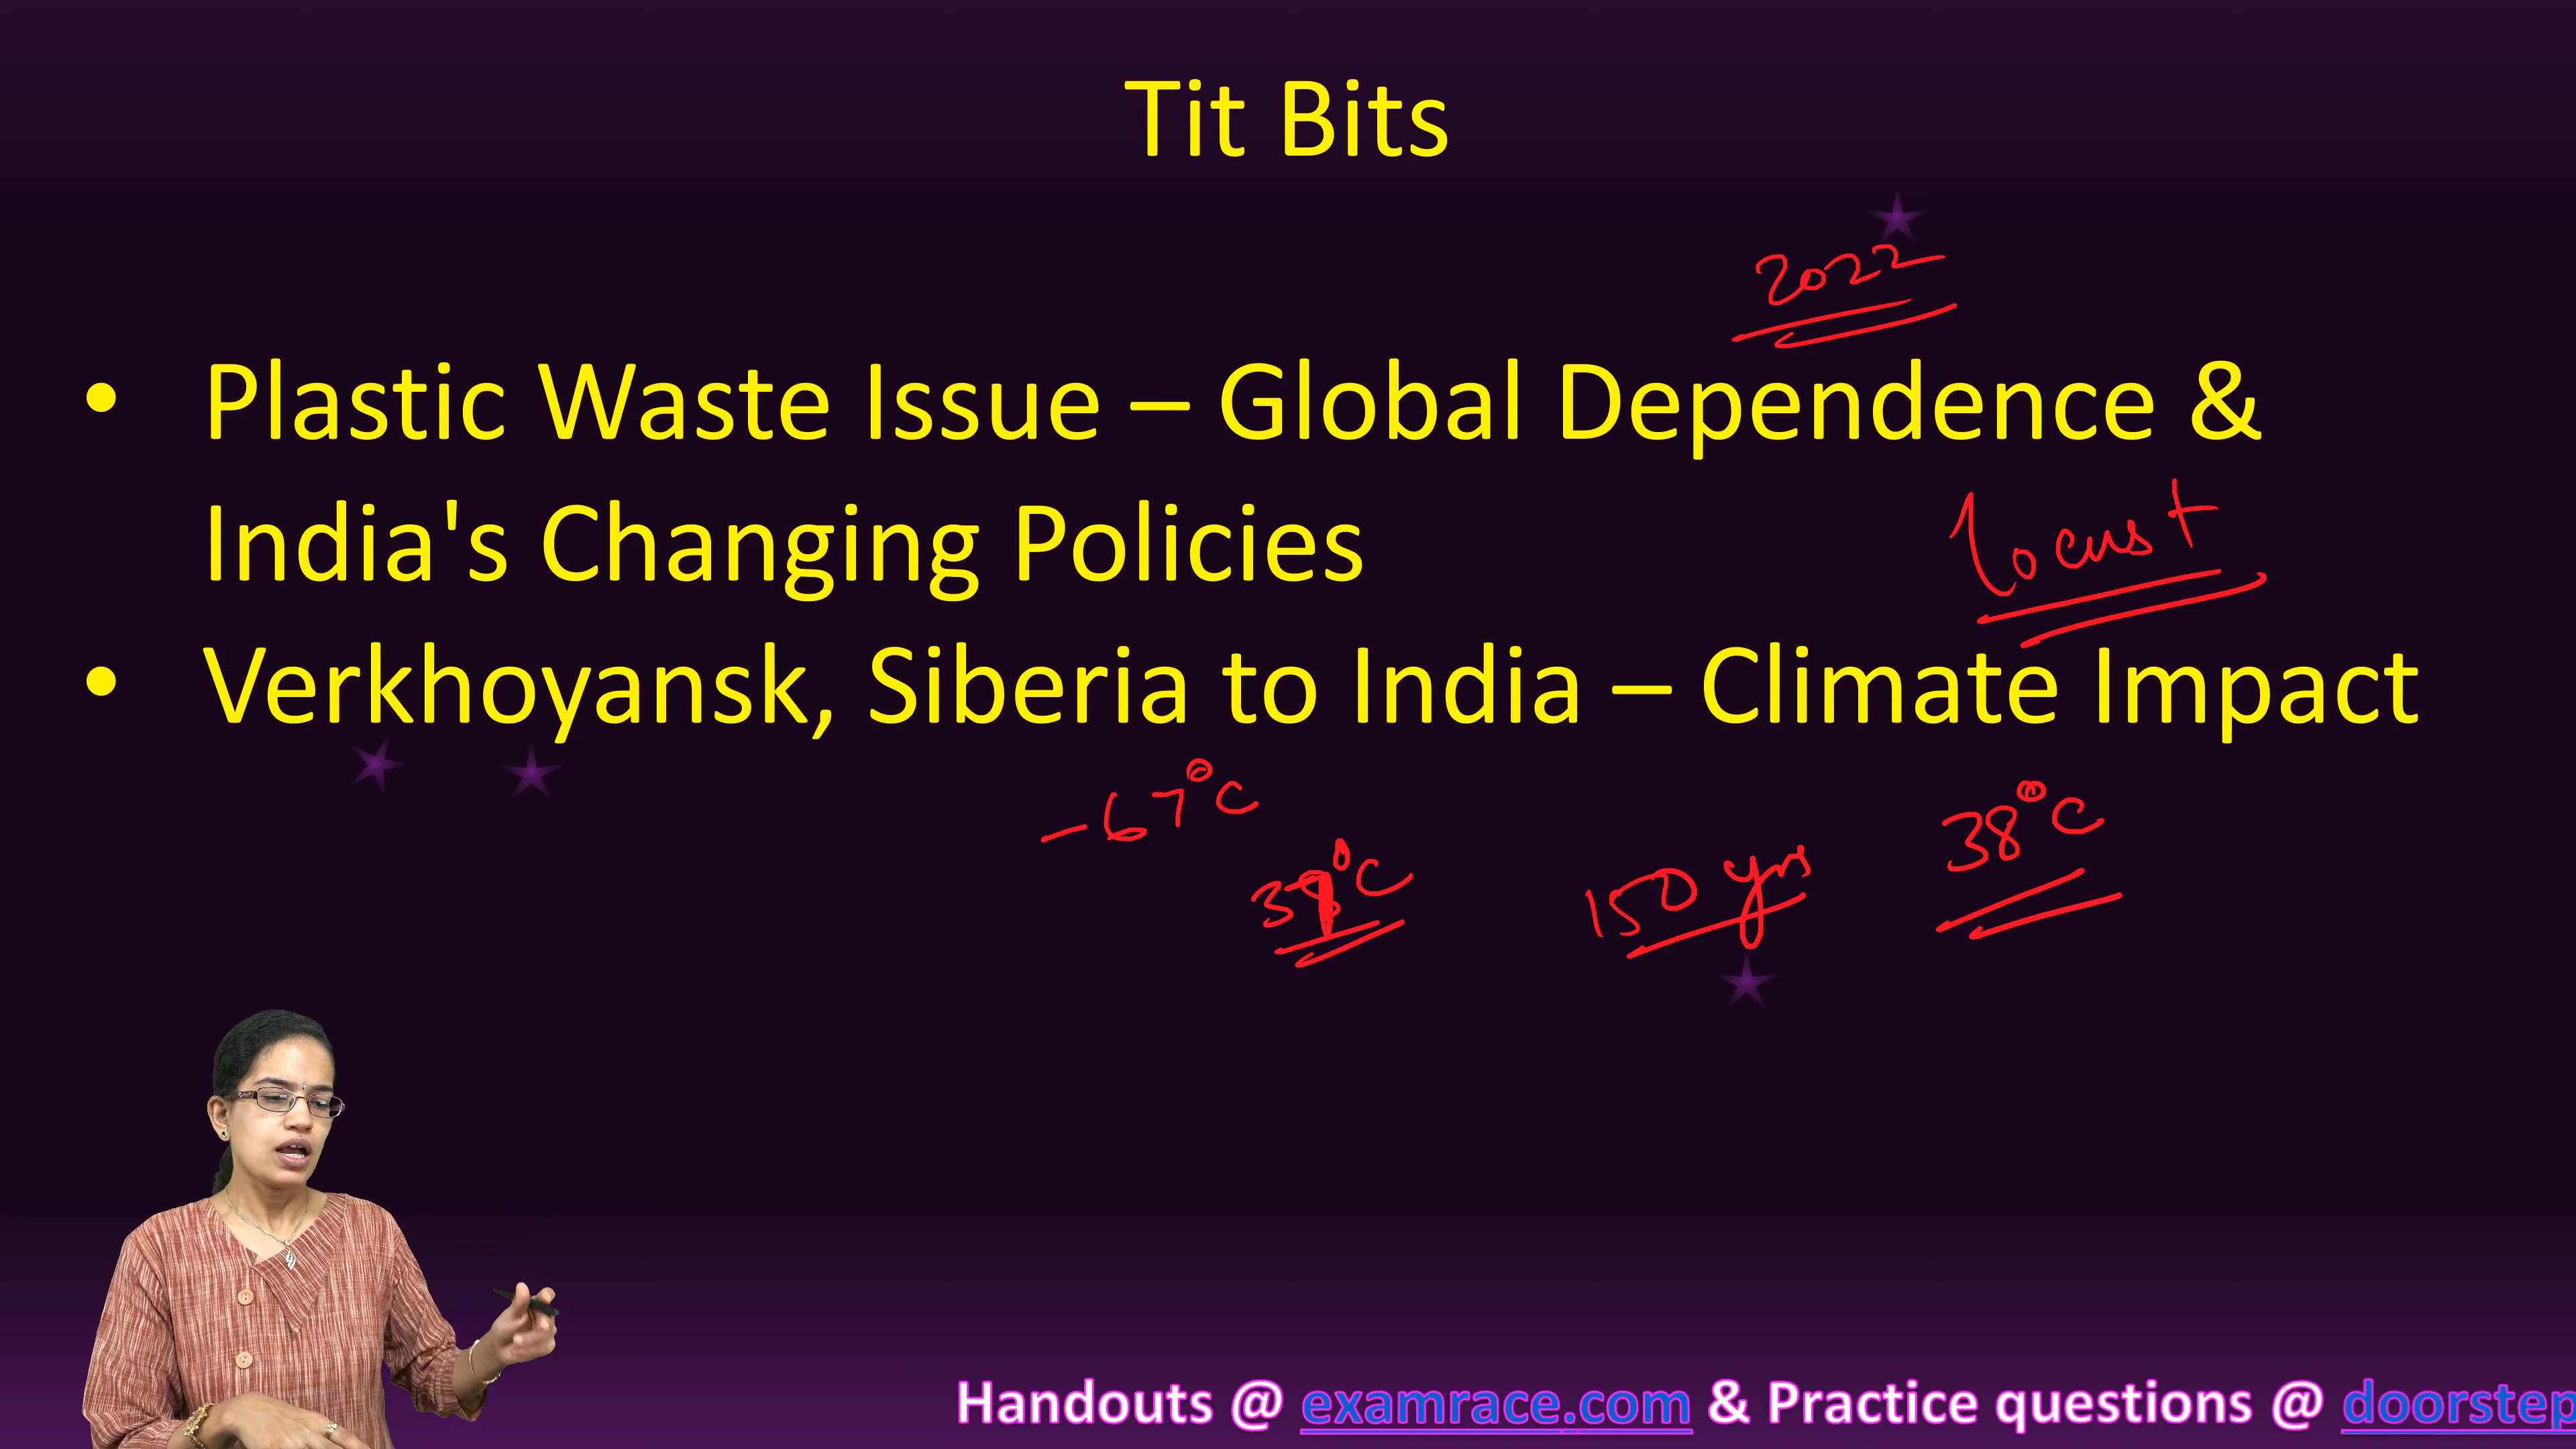 Tit Bits
2022
• Plastic Waste Issue – Global Dependence &
India's Changing Policies
locust
• Verkhoyansk, Siberia to India – Climate Impact
-67°C
38°C
150 yrs
Handouts @ examrace.com & Practice questions @ doorstep